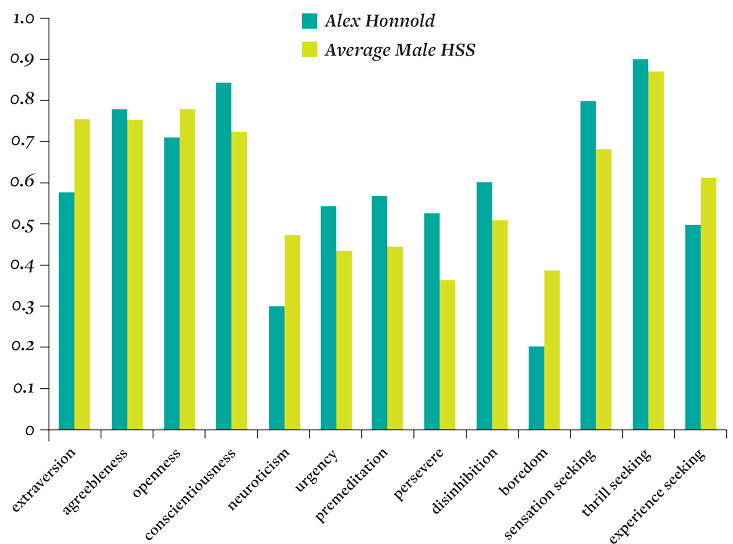 Alex Honnold
Average Male HSS
1.0
0.9
0.8
0.7
0.6
0.5
0.4
0.3
0.2
0.1
0
extraversion
agreebleness
openness
conscientiousness
neuroticism
urgency
premeditation
persevere
disinhibition
boredom
sensation seeking
thrill seeking
experience seeking